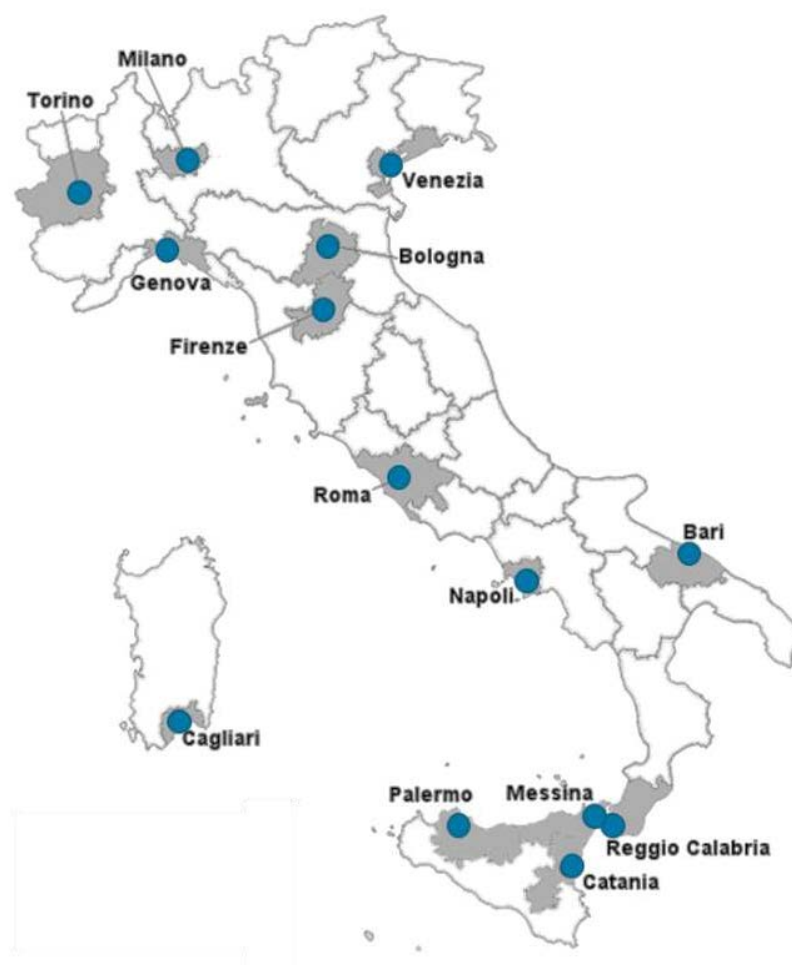 Milano
Torino
Venezia
Bologna
Genova
Firenze
Roma
Bari
Napoli
Cagliari
Palermo
Messina
Reggio Calabria
Catania